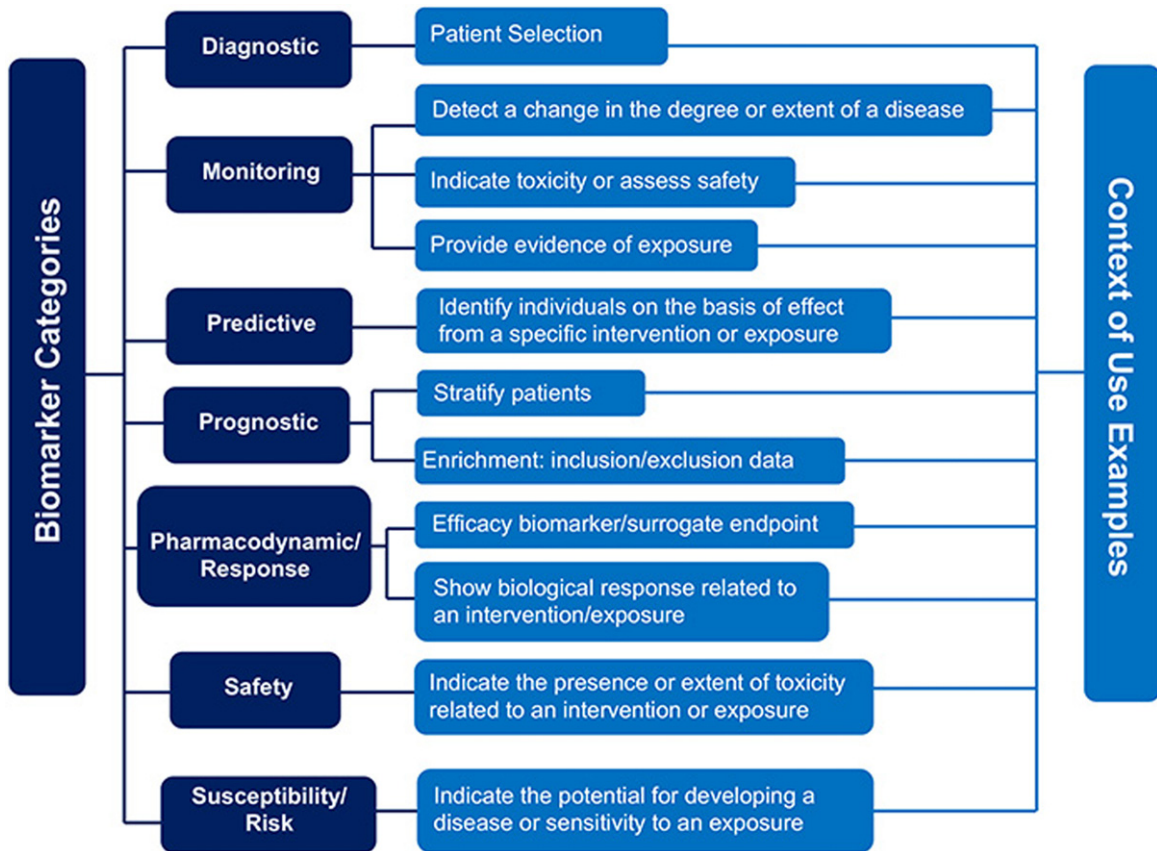 Biomarker Categories
Diagnostic
Patient Selection
Monitoring
Detect a change in the degree or extent of a disease
Indicate toxicity or assess safety
Provide evidence of exposure
Predictive
Identify individuals on the basis of effect
from a specific intervention or exposure
Prognostic
Stratify patients
Enrichment: inclusion/exclusion data
Pharmacodynamic/
Response
Efficacy biomarker/surrogate endpoint
Show biological response related to
an intervention/exposure
Safety
Indicate the presence or extent of toxicity
related to an intervention or exposure
Susceptibility/
Risk
Indicate the potential for developing a
disease or sensitivity to an exposure
Context of Use Examples